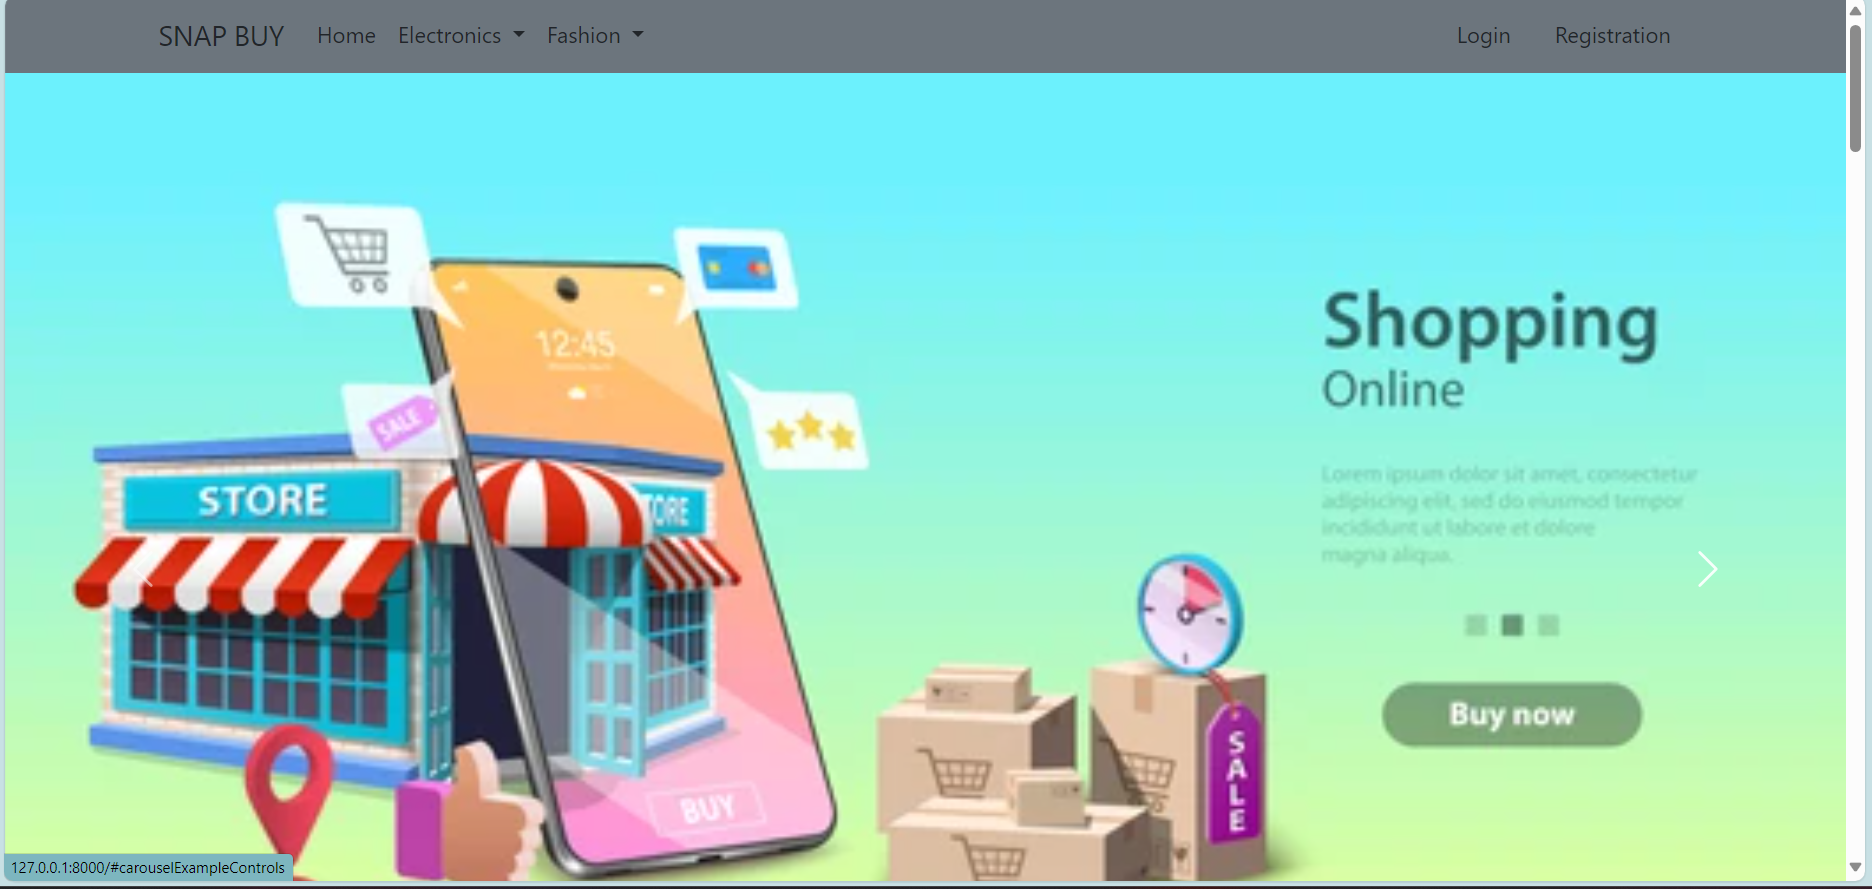 SNAP BUY Home Electronics Fashion Login Registration
12:45
SALE
STORE
TORE
BUY
SALE
Shopping
Online
Lorem ipsum dolor sit amet, consectetur
adipiscing elit, sed do eiusmod tempor
incididunt ut labore et dolore
magna aliqua.
Buy now
127.0.0.1:8000/#carouselExampleControls